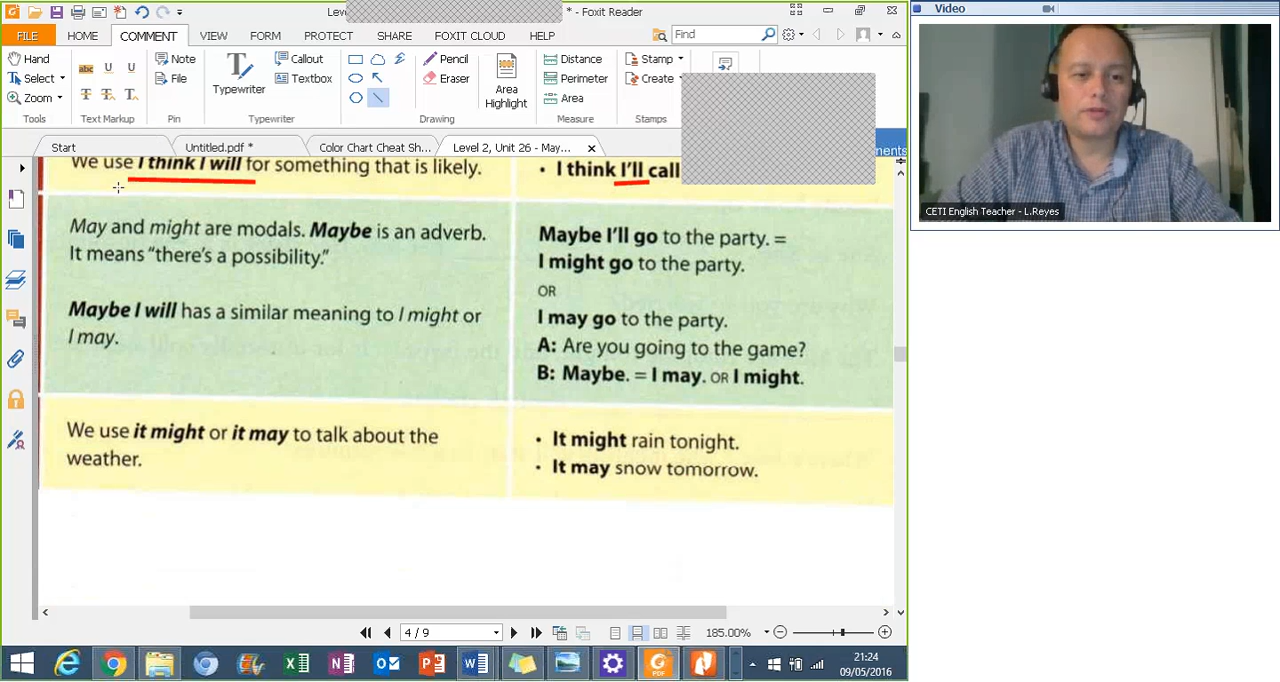 Leve
* - Foxit Reader
Video
FILE
HOME
COMMENT
VIEW
FORM
PROTECT
SHARE
FOXIT CLOUD
HELP
Find
Hand
Select
Zoom
Tools
abc U U
T T T
Text Markup
Note
File
Pin
Typewriter
Callout
Textbox
Typewriter
Pencil
Eraser
Drawing
Area
Highlight
Distance
Perimeter
Area
Measure
Stamp
Create
Stamps
Start
Untitled.pdf *
Color Chart Cheat Sh...
Level 2, Unit 26 - May...
nents
We use I think I will for something that is likely.
• I think I'll call
May and might are modals. Maybe is an adverb.
It means "there's a possibility."
Maybe I will has a similar meaning to I might or
I may.
Maybe I'll go to the party. =
I might go to the party.
OR
I may go to the party.
A: Are you going to the game?
B: Maybe. = I may. OR I might.
We use it might or it may to talk about the
weather.
• It might rain tonight.
• It may snow tomorrow.
CETI English Teacher - L.Reyes
4 / 9
185.00%
21:24
09/05/2016